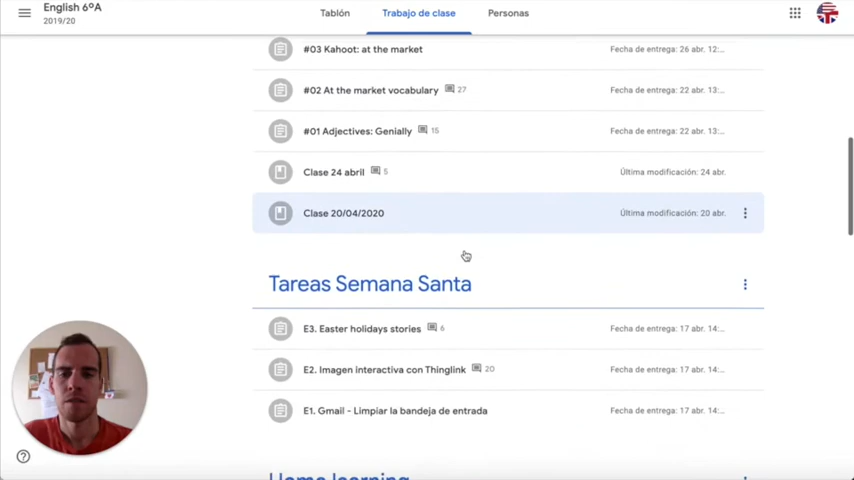 English 6ºA
2019/20
Tablón
Trabajo de clase
Personas
#03 Kahoot: at the market
Fecha de entrega: 26 abr. 12:...
#02 At the market vocabulary 27
Fecha de entrega: 22 abr. 13:...
#01 Adjectives: Genially 15
Fecha de entrega: 22 abr. 13:...
Clase 24 abril 5
Última modificación: 24 abr.
Clase 20/04/2020
Última modificación: 20 abr.
Tareas Semana Santa
E3. Easter holidays stories 6
Fecha de entrega: 17 abr. 14:...
E2. Imagen interactiva con Thinglink 20
Fecha de entrega: 17 abr. 14:...
E1. Gmail - Limpiar la bandeja de entrada
Fecha de entrega: 17 abr. 14:...
Home learning